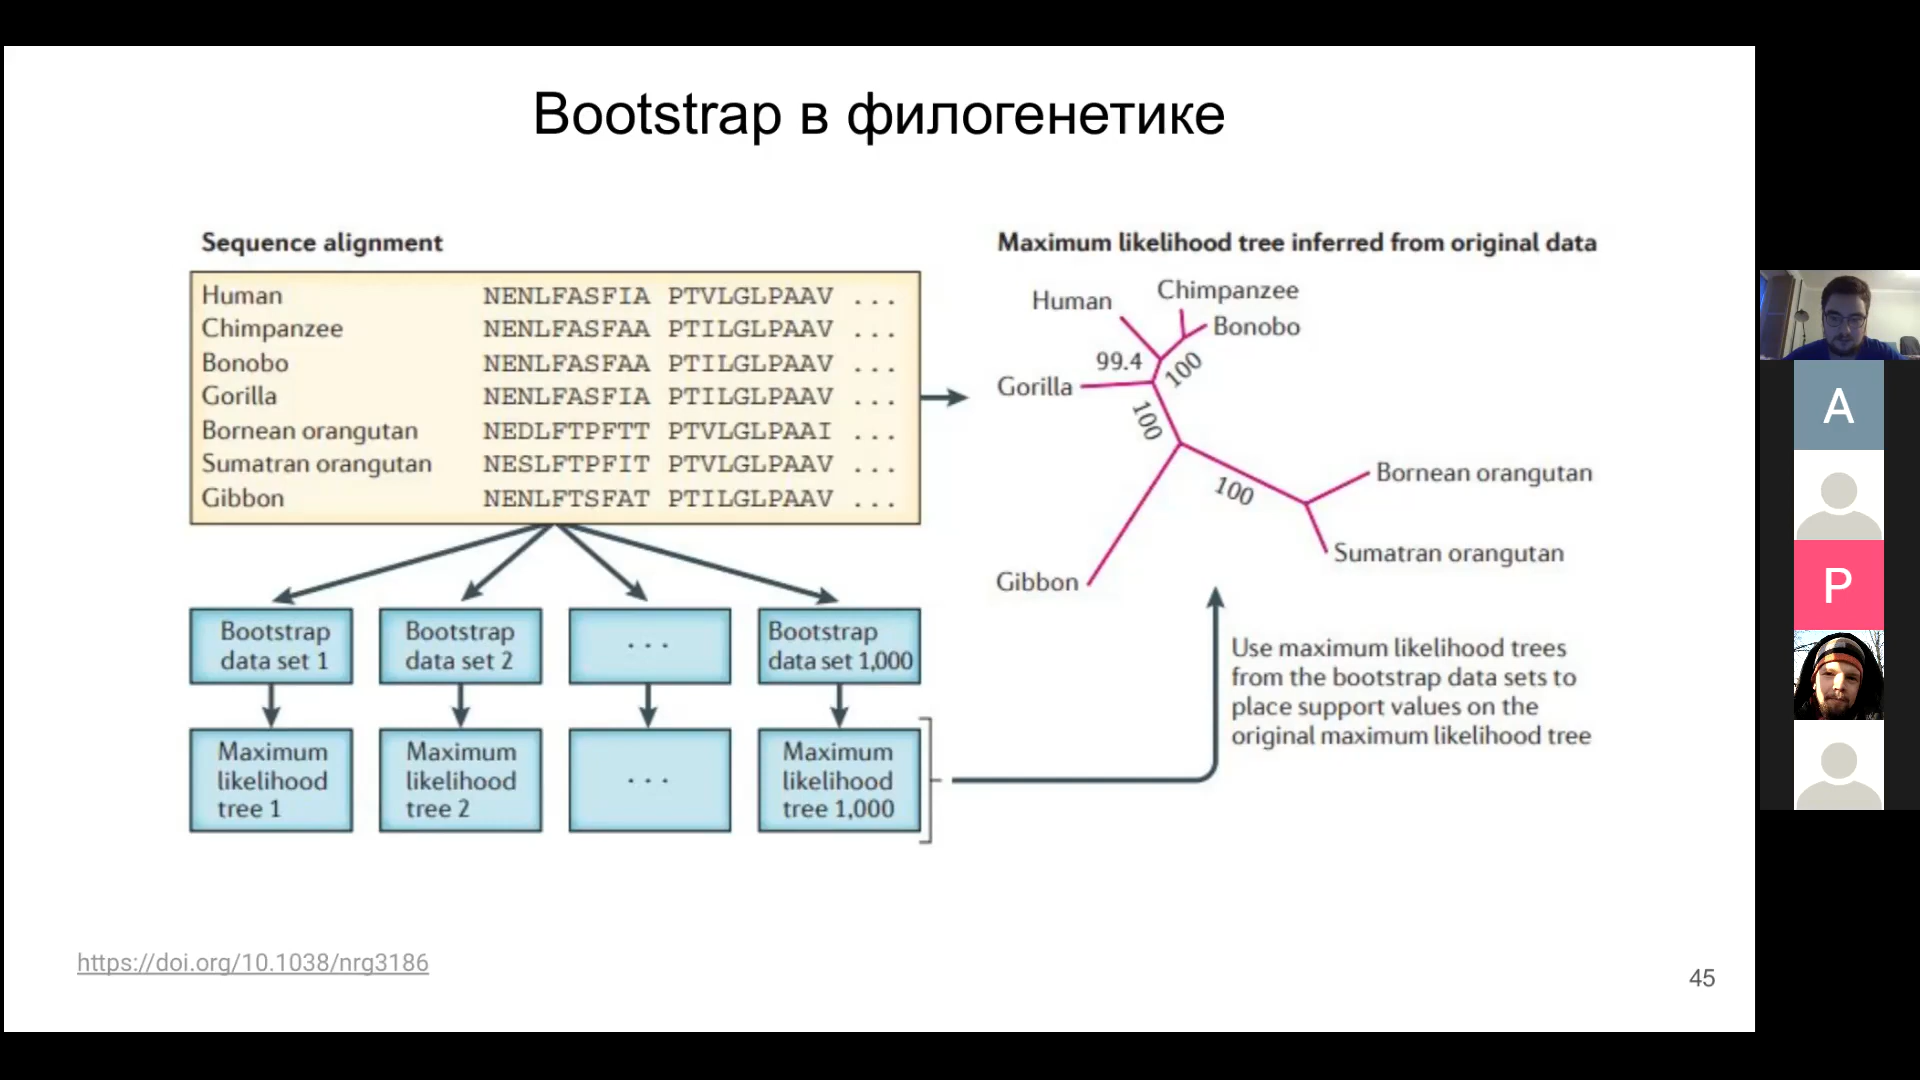 Bootstrap в филогенетике
Sequence alignment
Human NENLFASFIA PTVLGLPAAV ...
Chimpanzee NENLFASFAA PTILGLPAAV ...
Bonobo NENLFASFAA PTILGLPAAV ...
Gorilla NENLFASFIA PTILGLPAAV ...
Bornean orangutan NEDLFTPFTT PTVLGLPAAI ...
Sumatran orangutan NESLFTPFIT PTVLGLPAAV ...
Gibbon NENLFTSFAT PTILGLPAAV ...
Bootstrap
data set 1
Bootstrap
data set 2
...
Bootstrap
data set 1,000
Maximum
likelihood
tree 1
Maximum
likelihood
tree 2
...
Maximum
likelihood
tree 1,000
Maximum likelihood tree inferred from original data
Human
Chimpanzee
Bonobo
99.4
100
Gorilla
100
100
Bornean orangutan
Sumatran orangutan
Gibbon
Use maximum likelihood trees
from the bootstrap data sets to
place support values on the
original maximum likelihood tree
https://doi.org/10.1038/nrg3186
45
A
P